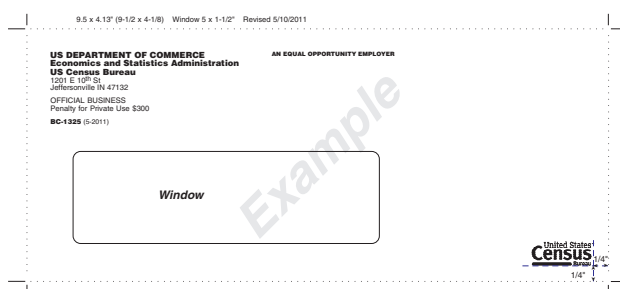 9.5 x 4.13" (9-1/2 x 4-1/8) Window 5 x 1-1/2" Revised 5/10/2011
US DEPARTMENT OF COMMERCE
Economics and Statistics Administration
US Census Bureau
1201 E 10th St
Jeffersonville IN 47132
OFFICIAL BUSINESS
Penalty for Private Use $300
BC-1325 (5-2011)
AN EQUAL OPPORTUNITY EMPLOYER
Example
Window
United States
Census
Bureau
1/4"
1/4"